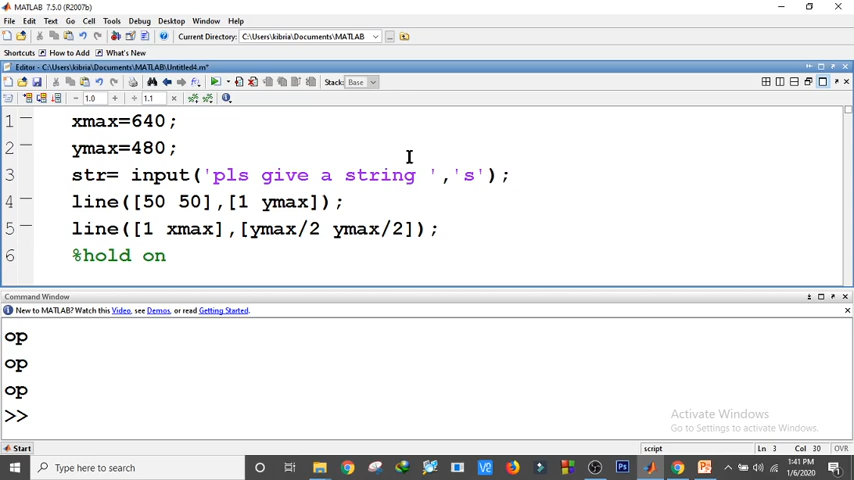 MATLAB 7.5.0 (R2007b)
File Edit Text Go Cell Tools Debug Desktop Window Help
Current Directory: C:\Users\kibria\Documents\MATLAB
Shortcuts How to Add What's New
Editor - C:\Users\kibria\Documents\MATLAB\Untitled4.m*
Stack: Base
1.0 1.1
1 xmax=640;
2 ymax=480;
3 str= input('pls give a string ','s');
4 line([50 50],[1 ymax]);
5 line([1 xmax],[ymax/2 ymax/2]);
6 %hold on
Command Window
New to MATLAB? Watch this Video, see Demos, or read Getting Started.
op
op
op
>>
Activate Windows
Go to Settings to activate Windows.
Start script Ln 3 Col 30 OVR
Type here to search
1:41 PM
1/6/2020